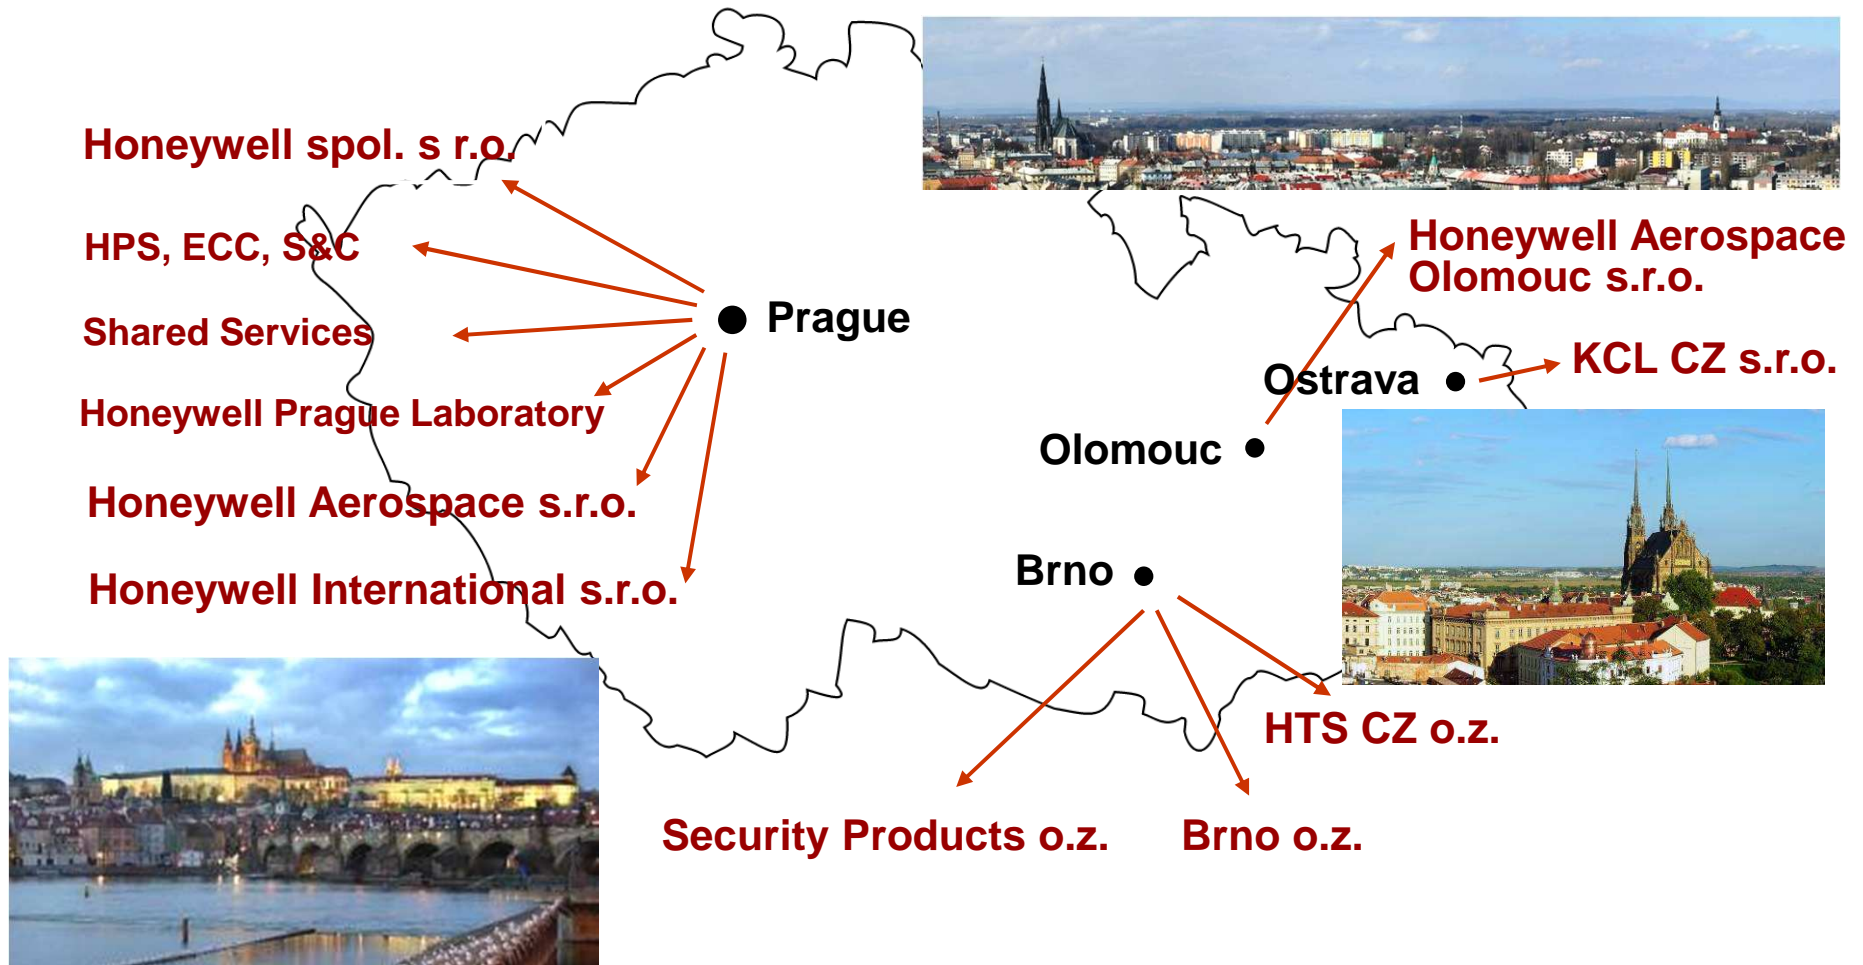 Honeywell spol. s r.o.
HPS, ECC, S&C
Shared Services
Honeywell Prague Laboratory
Honeywell Aerospace s.r.o.
Honeywell International s.r.o.
Prague
Honeywell Aerospace
Olomouc s.r.o.
KCL CZ s.r.o.
Ostrava
Olomouc
Brno
HTS CZ o.z.
Security Products o.z.
Brno o.z.